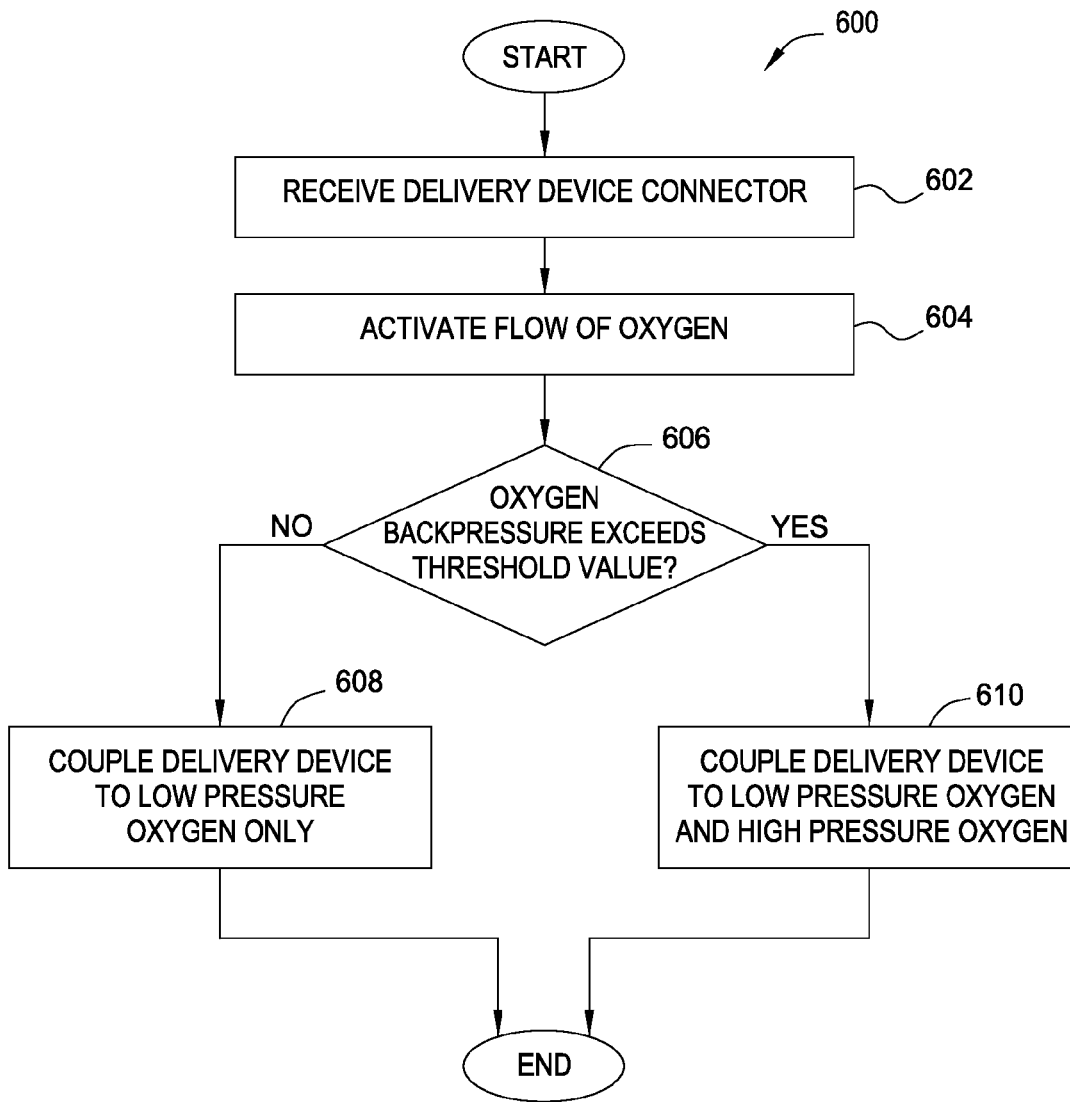 START
600
RECEIVE DELIVERY DEVICE CONNECTOR
602
ACTIVATE FLOW OF OXYGEN
604
606
OXYGEN
BACKPRESSURE EXCEEDS
THRESHOLD VALUE?
NO
YES
608
COUPLE DELIVERY DEVICE
TO LOW PRESSURE
OXYGEN ONLY
610
COUPLE DELIVERY DEVICE
TO LOW PRESSURE OXYGEN
AND HIGH PRESSURE OXYGEN
END